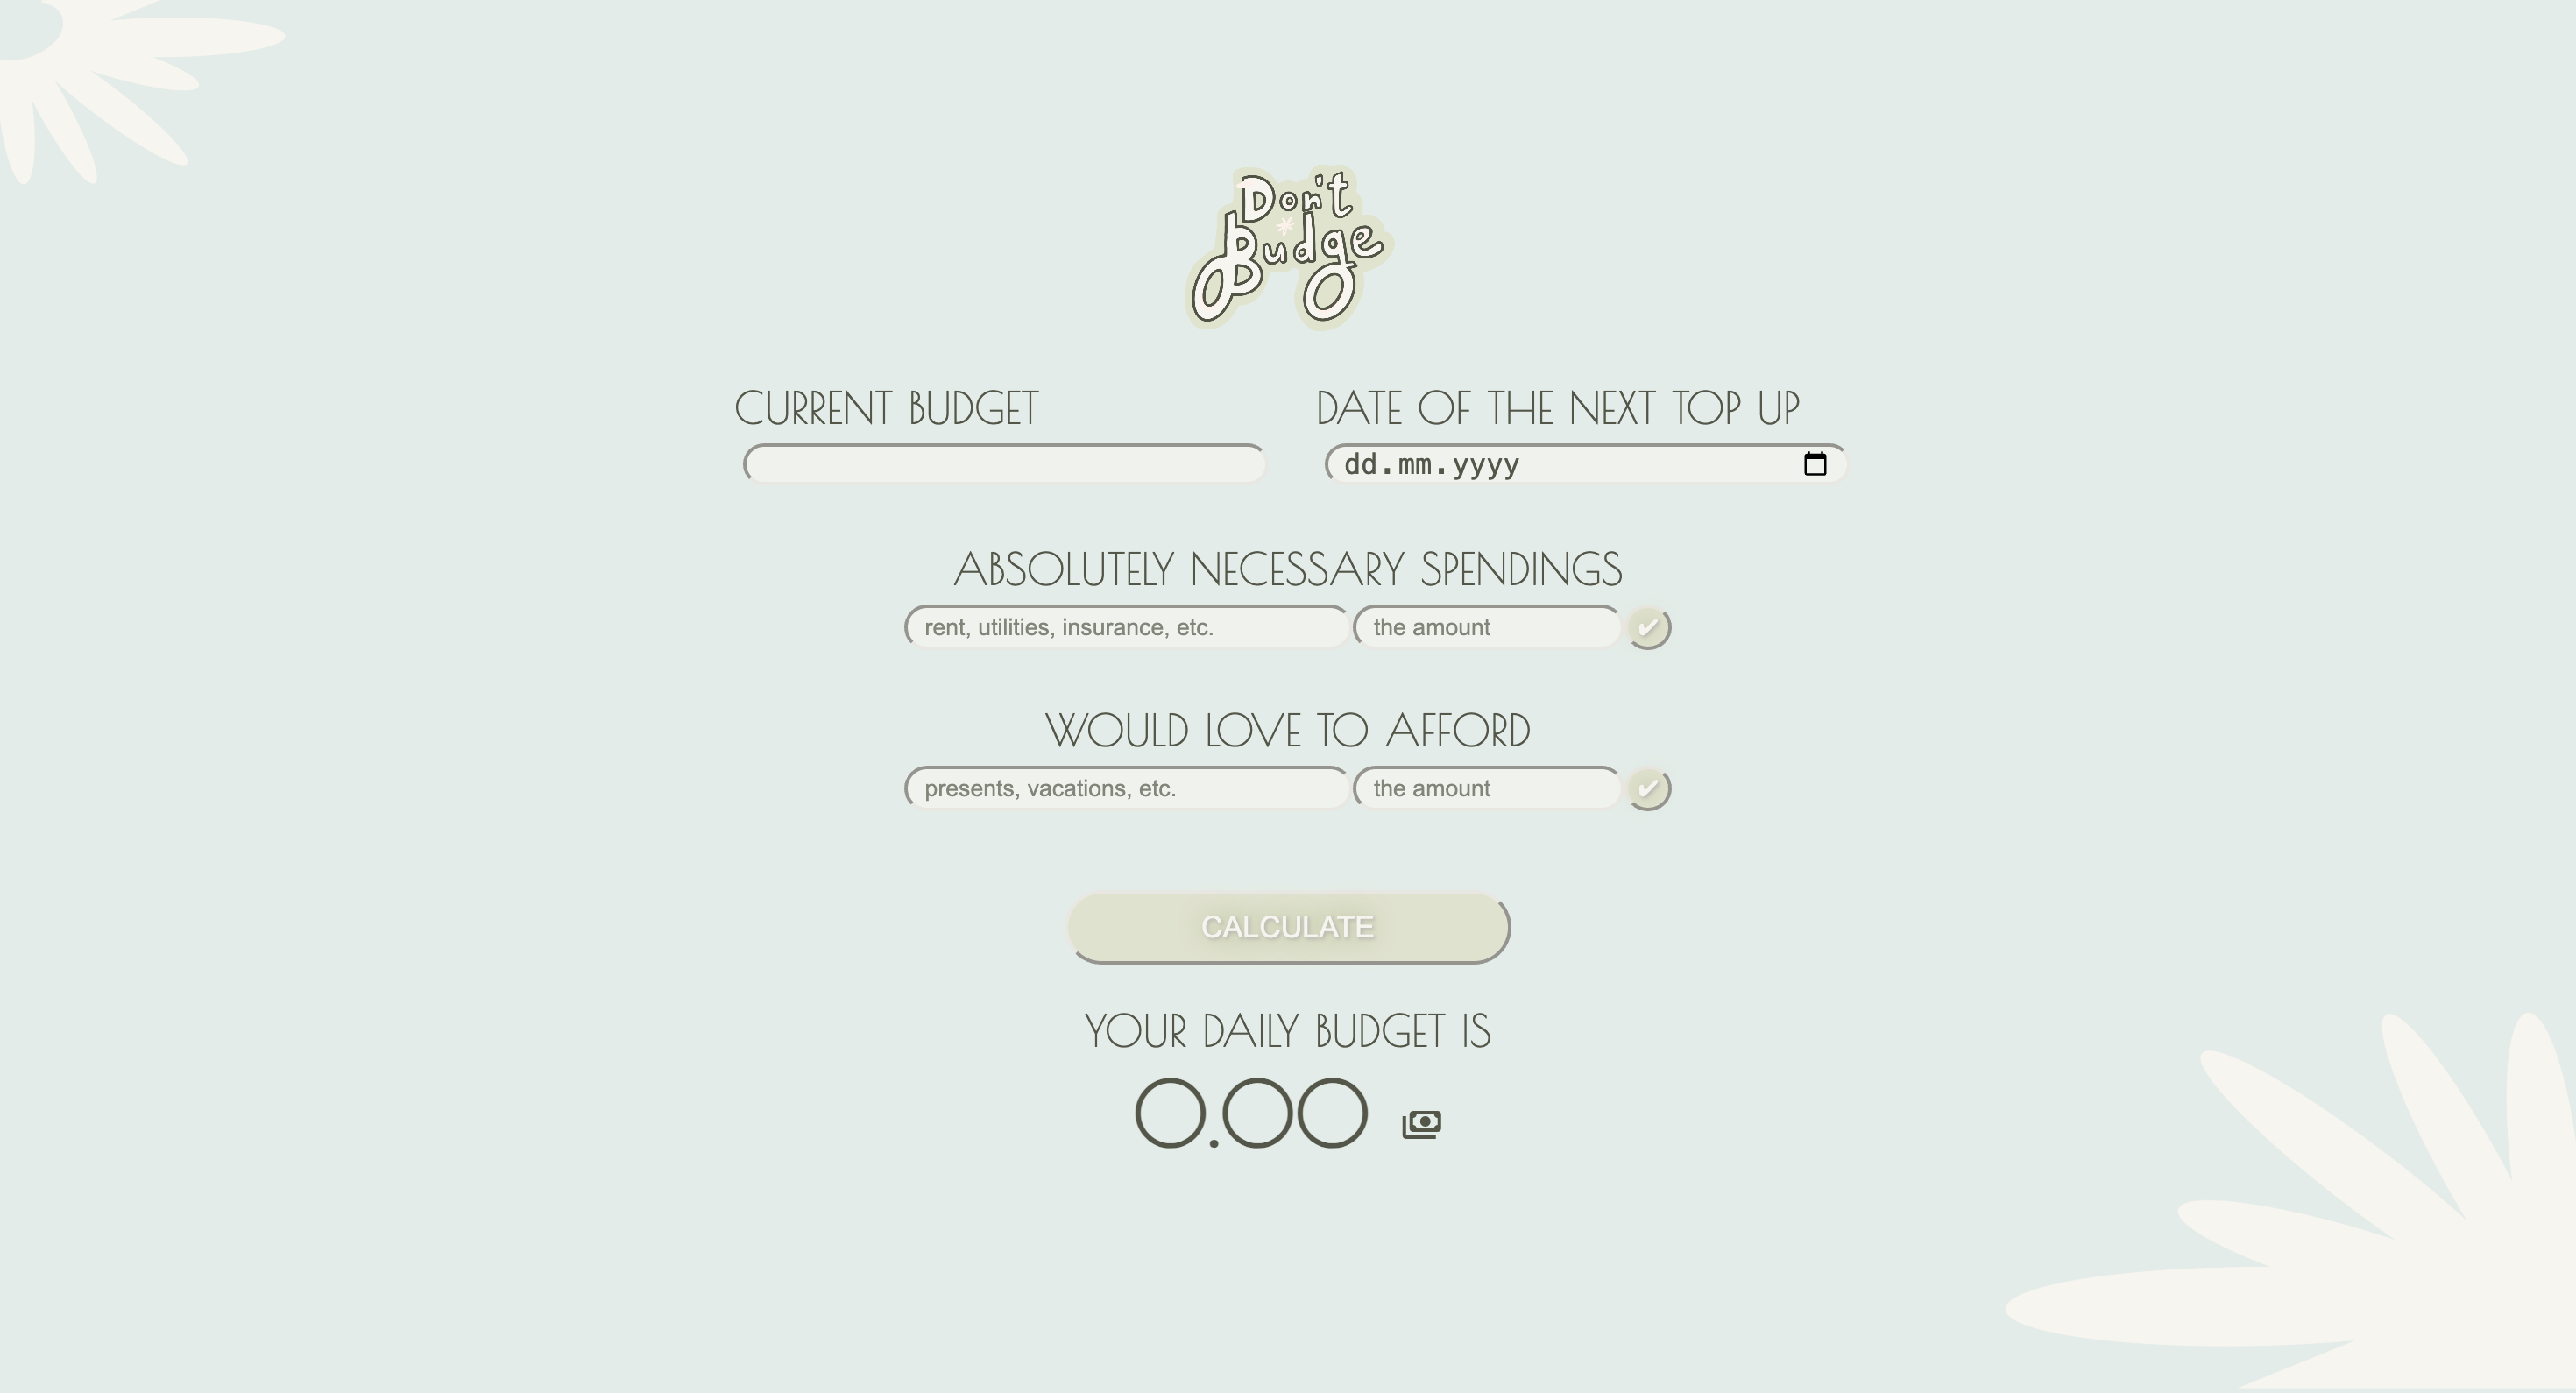 Don't
Budge
CURRENT BUDGET
DATE OF THE NEXT TOP UP
dd.mm.yyyy
ABSOLUTELY NECESSARY SPENDINGS
rent, utilities, insurance, etc.
the amount
✔
WOULD LOVE TO AFFORD
presents, vacations, etc.
the amount
✔
CALCULATE
YOUR DAILY BUDGET IS
0.00